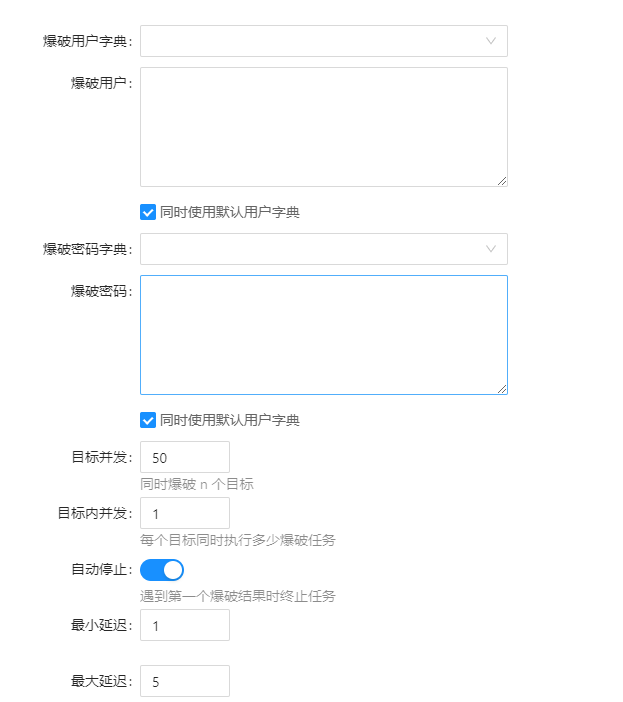 爆破用户字典：
爆破用户：
同时使用默认用户字典
爆破密码字典：
爆破密码：
同时使用默认用户字典
目标并发： 50
同时爆破 n 个目标
目标内并发： 1
每个目标同时执行多少爆破任务
自动停止：
遇到第一个爆破结果时终止任务
最小延迟： 1
最大延迟： 5